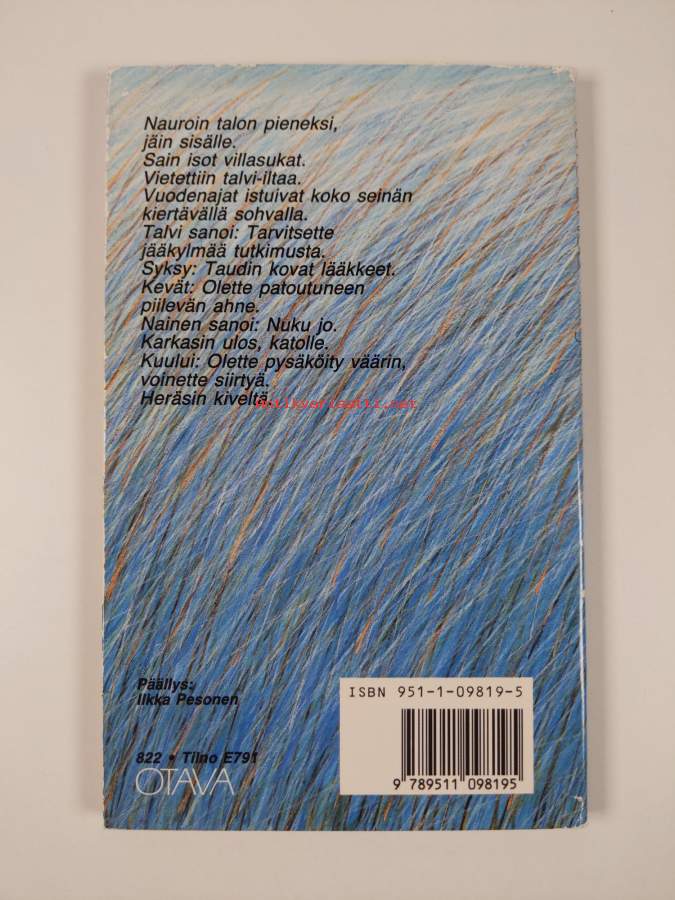 Nauroin talon pieneksi,
jäin sisälle.
Sain isot villasukat.
Vietettiin talvi-iltaa.
Vuodenajat istuivat koko seinän
kiertävällä sohvalla.
Talvi sanoi: Tarvitsette
jääkylmää tutkimusta.
Syksy: Taudin kovat lääkkeet.
Kevät: Olette patoutuneen
piilevän ahne.
Nainen sanoi: Nuku jo.
Karkasin ulos, katolle.
Kuului: Olette pysäköity väärin,
voinette siirtyä.
Heräsin kiveltä.
antikvariaatti.net
Päällys:
Ilkka Pesonen
ISBN 951-1-09819-5
822 • Tilno E791
OTAVA
9 789511 098195